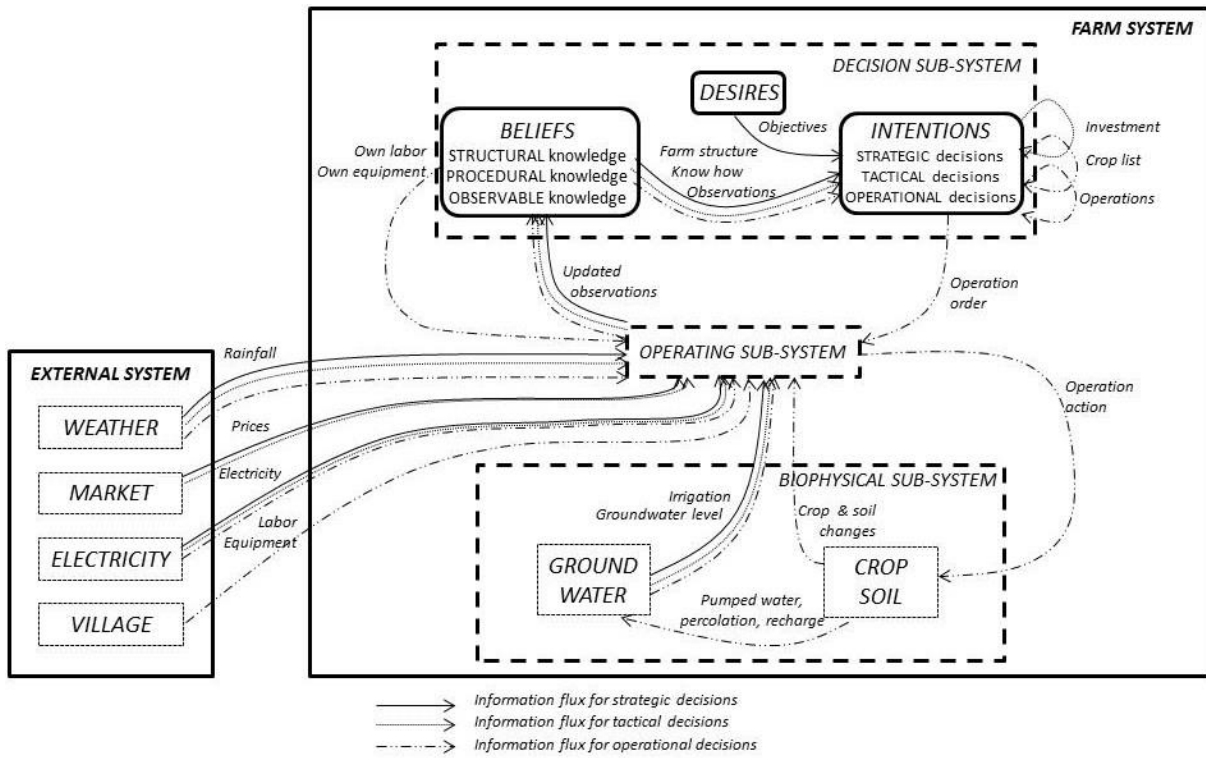 FARM SYSTEM
DECISION SUB-SYSTEM
DESIRES
BELIEFS
STRUCTURAL knowledge
PROCEDURAL knowledge
OBSERVABLE knowledge
Objectives
Farm structure
Know how
Observations
INTENTIONS
STRATEGIC decisions
TACTICAL decisions
OPERATIONAL decisions
Investment
Crop list
Operations
Own labor
Own equipment
Updated
observations
Operation
order
OPERATING SUB-SYSTEM
Operation
action
EXTERNAL SYSTEM
WEATHER
MARKET
ELECTRICITY
VILLAGE
Rainfall
Prices
Electricity
Labor
Equipment
BIOPHYSICAL SUB-SYSTEM
Irrigation
Groundwater level
Crop & soil
changes
GROUND
WATER
CROP
SOIL
Pumped water,
percolation, recharge
Information flux for strategic decisions
Information flux for tactical decisions
Information flux for operational decisions